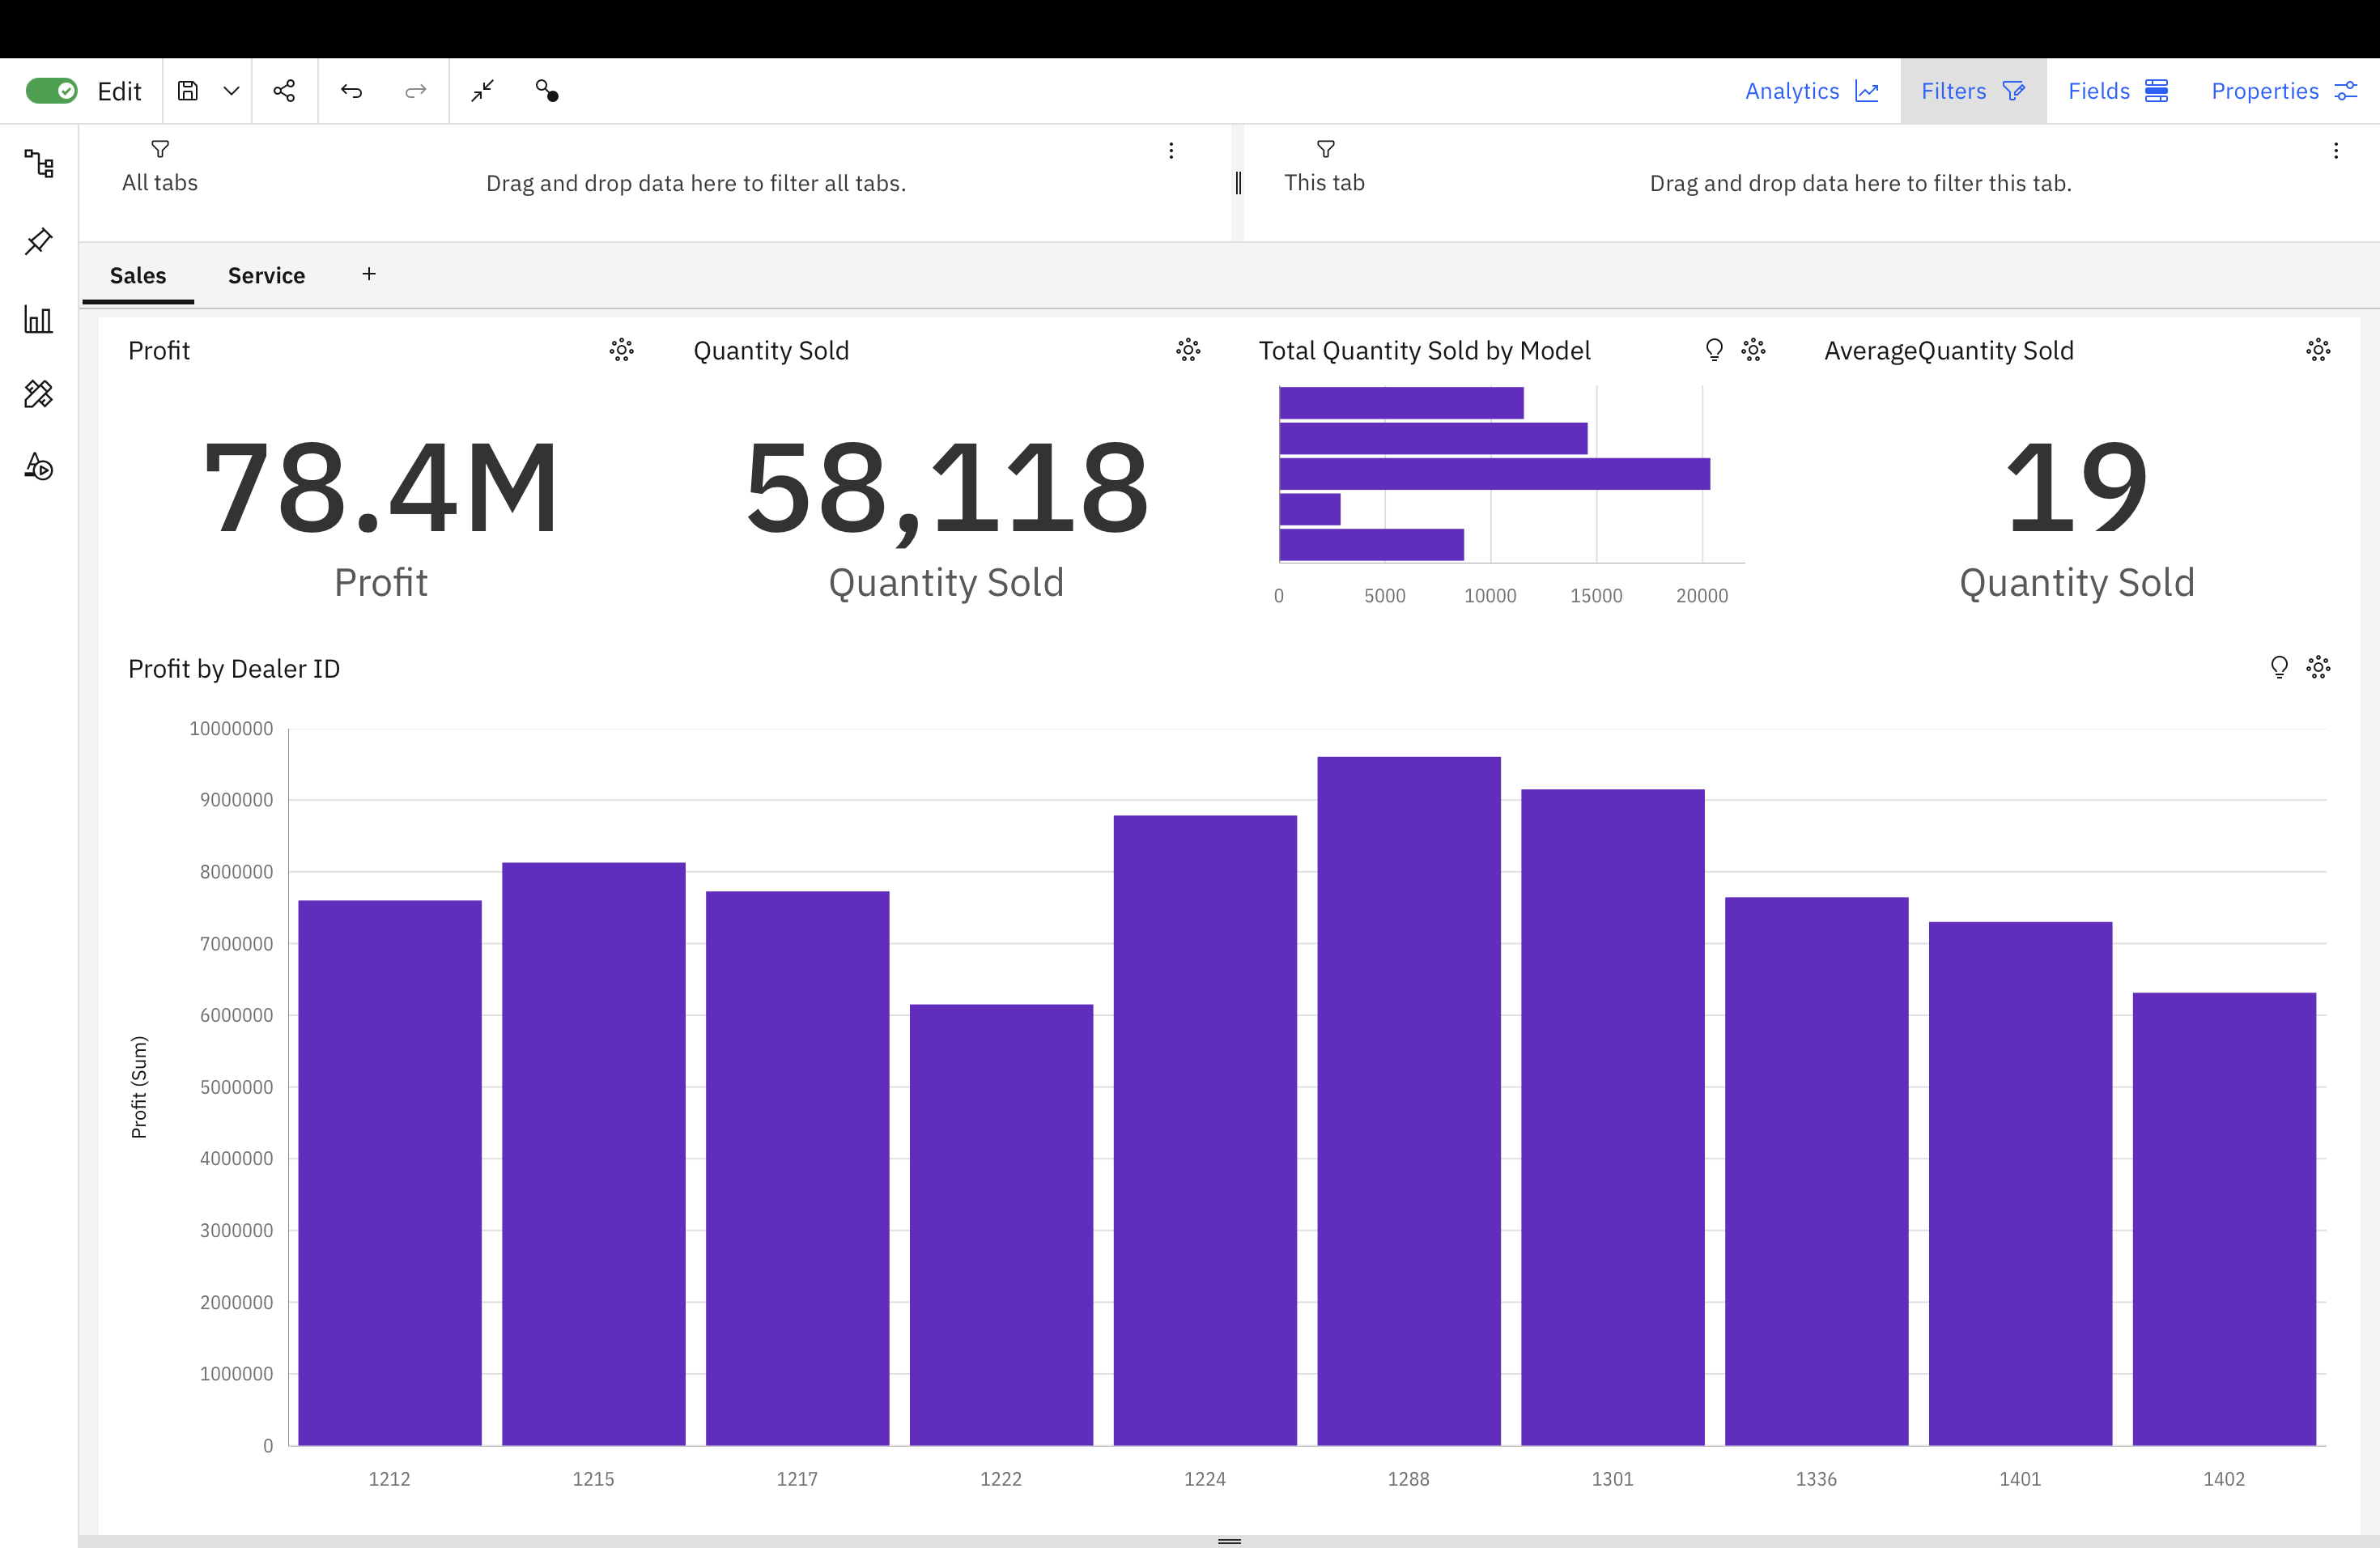 Edit
Analytics
Filters
Fields
Properties
All tabs
Drag and drop data here to filter all tabs.
This tab
Drag and drop data here to filter this tab.
Sales
Service
+
Profit
78.4M
Profit
Quantity Sold
58,118
Quantity Sold
Total Quantity Sold by Model
0 5000 10000 15000 20000
AverageQuantity Sold
19
Quantity Sold
Profit by Dealer ID
Profit (Sum)
10000000
9000000
8000000
7000000
6000000
5000000
4000000
3000000
2000000
1000000
0
1212 1215 1217 1222 1224 1288 1301 1336 1401 1402